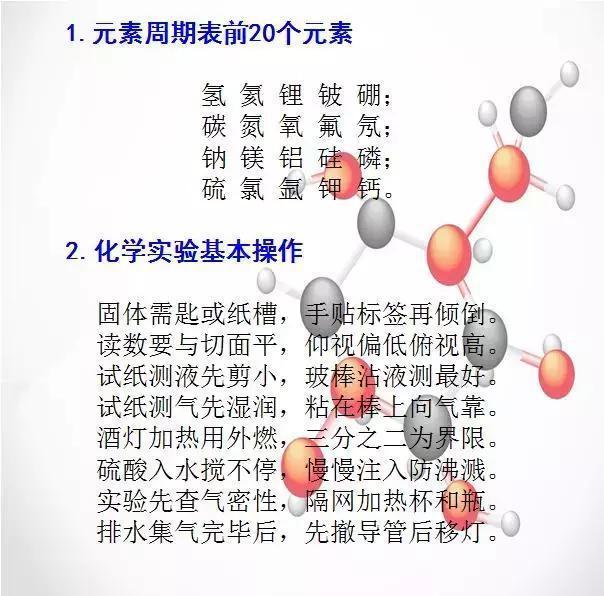 1.元素周期表前20个元素
氢 氦 锂 铍 硼；
碳 氮 氧 氟 氖；
钠 镁 铝 硅 磷；
硫 氯 氩 钾 钙。
2.化学实验基本操作
固体需匙或纸槽，手贴标签再倾倒。
读数要与切面平，仰视偏低俯视高。
试纸测液先剪小，玻棒沾液测最好。
试纸测气先湿润，粘在棒上向气靠。
酒灯加热用外燃，三分之二为界限。
硫酸入水搅不停，慢慢注入防沸溅。
实验先查气密性，隔网加热杯和瓶。
排水集气完毕后，先撤导管后移灯。